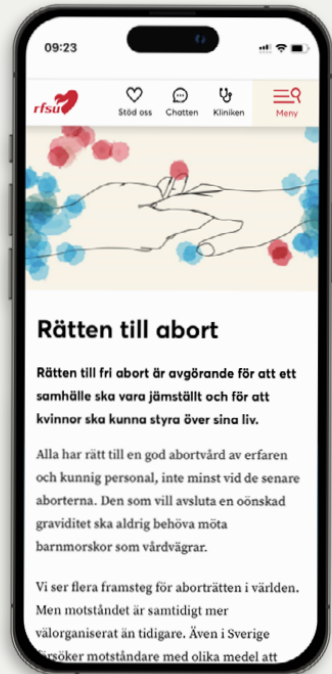 09:23
rfsu
Stöd oss
Chatten
Kliniken
Meny
Rätten till abort
Rätten till fri abort är avgörande för att ett
samhälle ska vara jämställt och för att
kvinnor ska kunna styra över sina liv.
Alla har rätt till en god abortvård av erfaren
och kunnig personal, inte minst vid de senare
aborterna. Den som vill avsluta en oönskad
graviditet ska aldrig behöva möta
barnmorskor som vårdvägrar.
Vi ser flera framsteg för aborträtten i världen.
Men motståndet är samtidigt mer
välorganiserat än tidigare. Även i Sverige
försöker motståndare med olika medel att